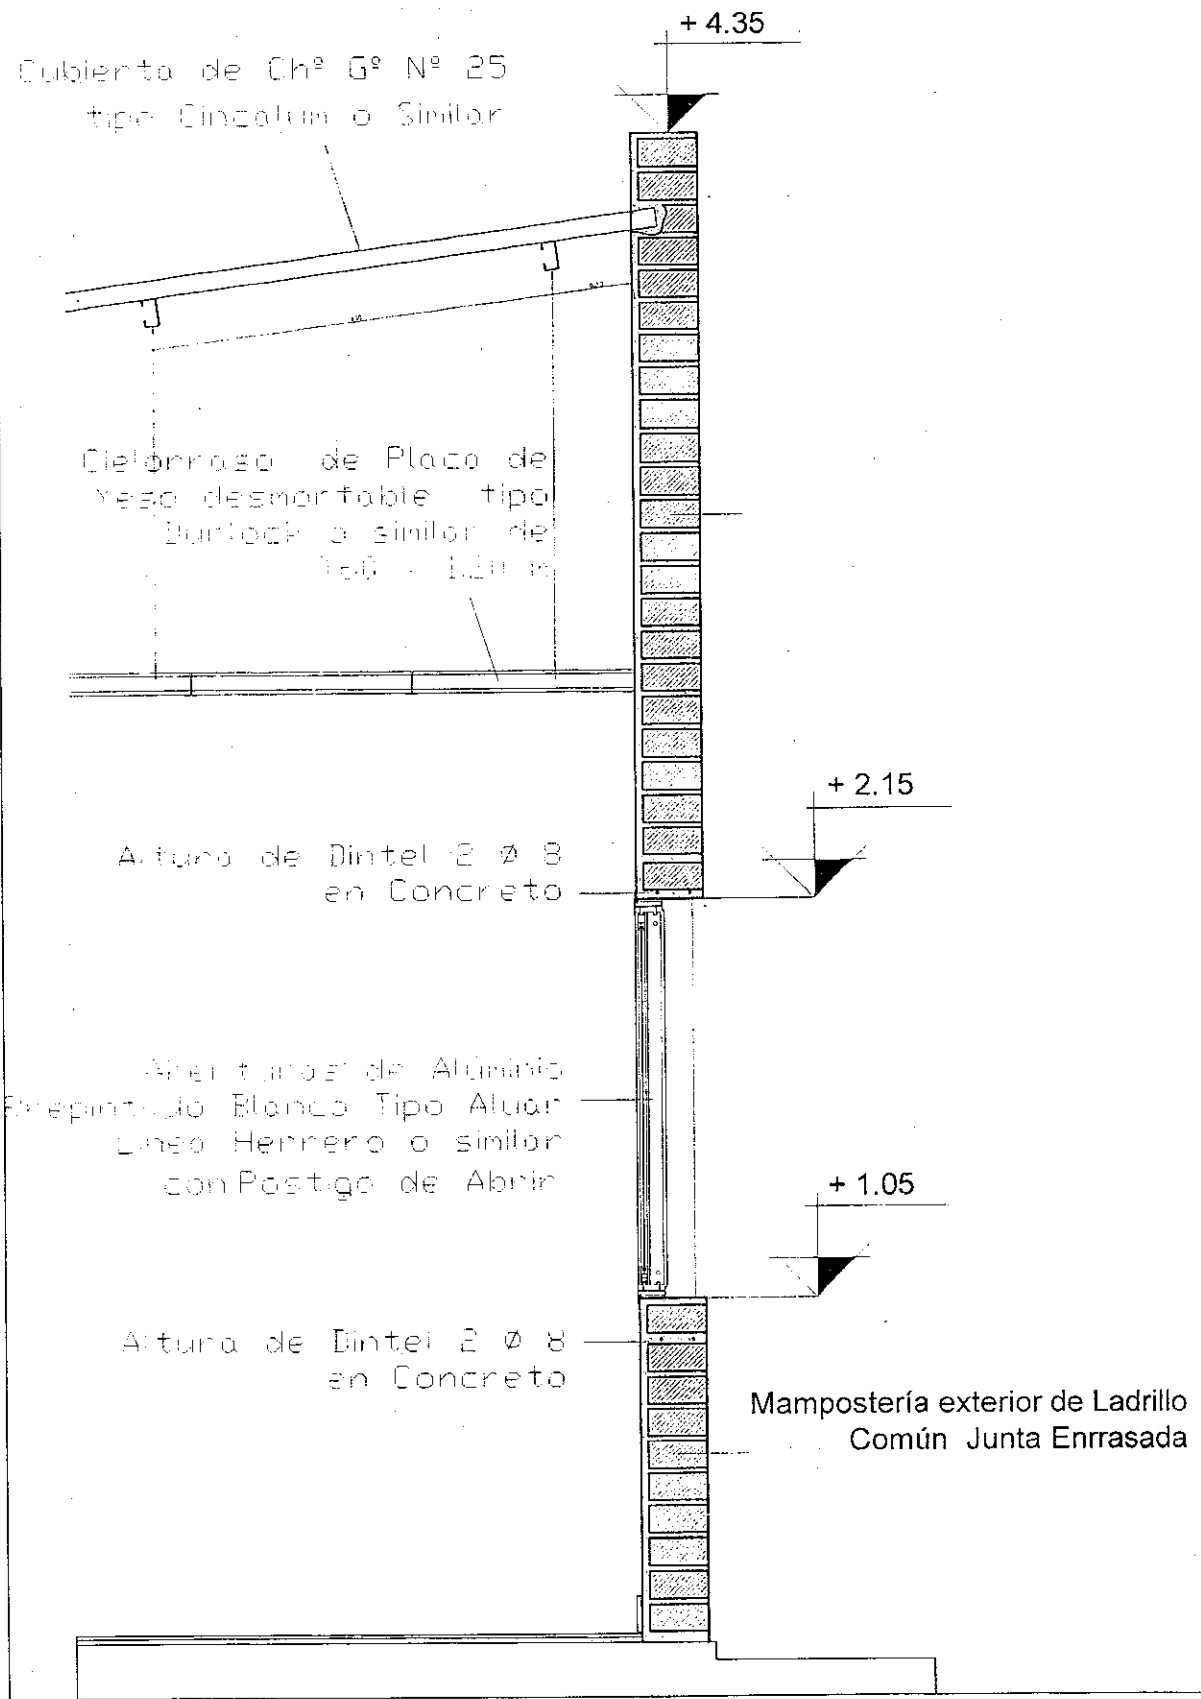 + 4.35
Cubierta de Chº Gº Nº 25
tipo Cincalum o Similar
Cielorraso de Placa de
Yeso desmontable tipo
Durlock o similar de
+ 2.15
Altura de Dintel 2 Ø 8
en Concreto
Aberturas de Aluminio
Prepintado Blanco Tipo Aluar
Linea Herrero o similar
con Postigo de Abrir
+ 1.05
Altura de Dintel 2 Ø 8
en Concreto
Mampostería exterior de Ladrillo
Común Junta Enrrasada